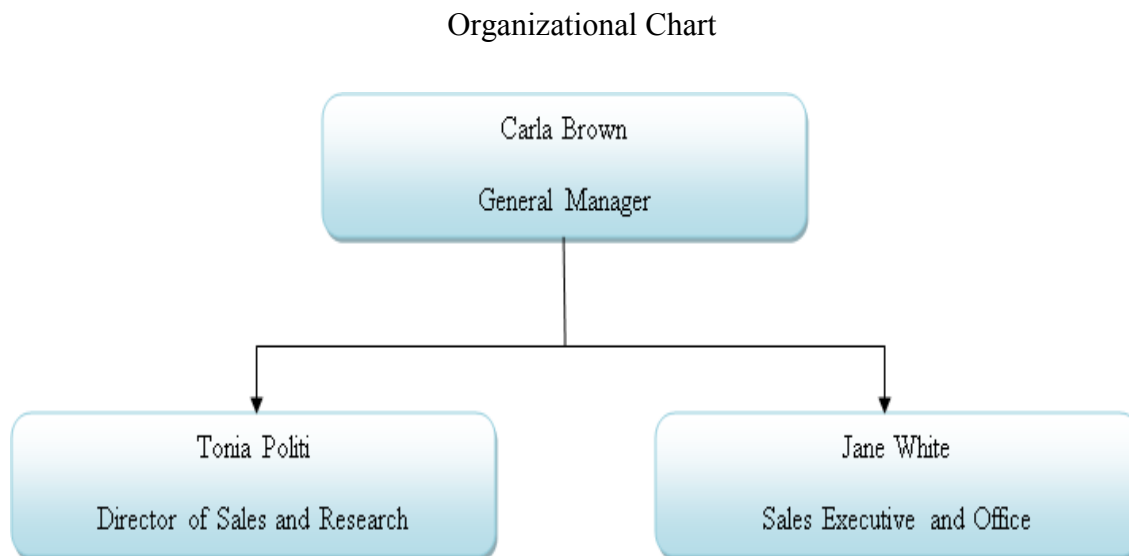 Organizational Chart
Carla Brown
General Manager
Tonia Politi
Director of Sales and Research
Jane White
Sales Executive and Office